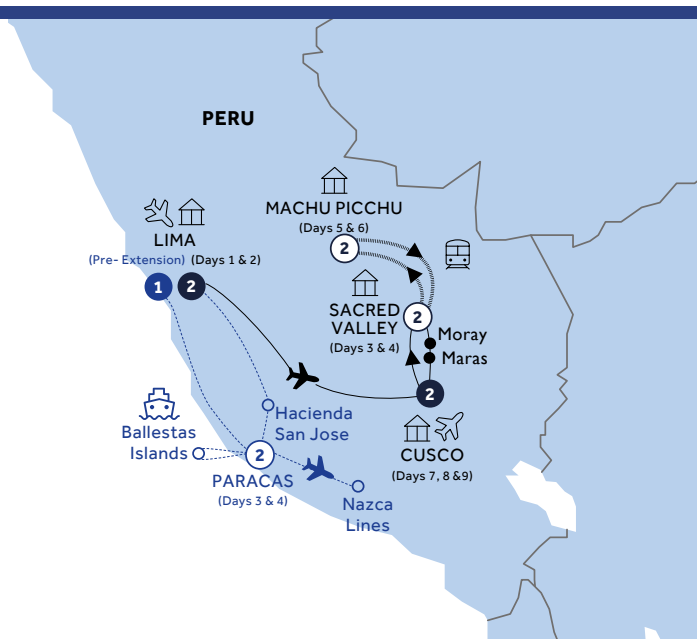 PERU
MACHU PICCHU
(Days 5 & 6)
2
LIMA
(Pre- Extension) (Days 1 & 2)
1 2
SACRED
VALLEY
(Days 3 & 4)
2
Moray
Maras
2
CUSCO
(Days 7, 8 &9)
Hacienda
San Jose
Ballestas
Islands
2
PARACAS
(Days 3 & 4)
Nazca
Lines